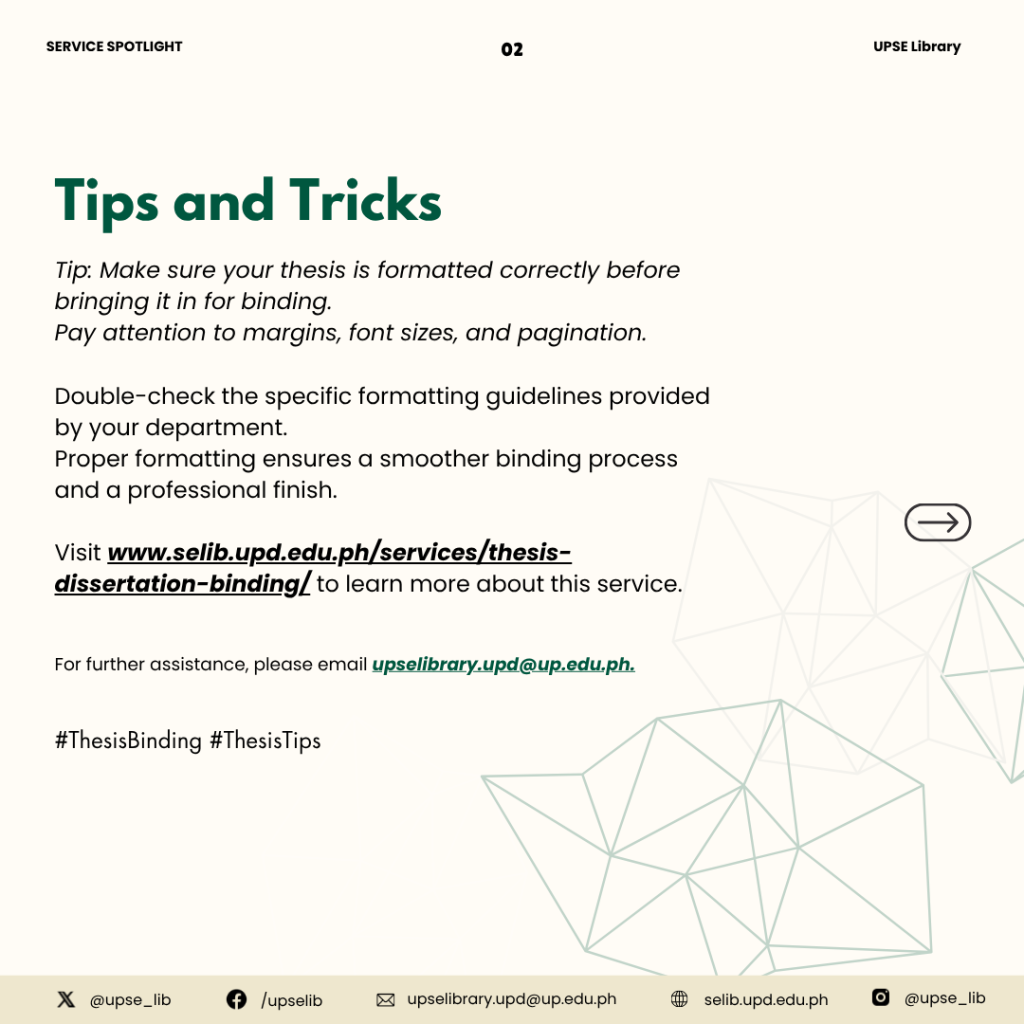 SERVICE SPOTLIGHT
02
UPSE Library
Tips and Tricks
Tip: Make sure your thesis is formatted correctly before
bringing it in for binding.
Pay attention to margins, font sizes, and pagination.
Double-check the specific formatting guidelines provided
by your department.
Proper formatting ensures a smoother binding process
and a professional finish.
Visit www.selib.upd.edu.ph/services/thesis-
dissertation-binding/ to learn more about this service.
For further assistance, please email upselibrary.upd@up.edu.ph.
#ThesisBinding #ThesisTips
@upse_lib
/upselib
upselibrary.upd@up.edu.ph
selib.upd.edu.ph
@upse_lib